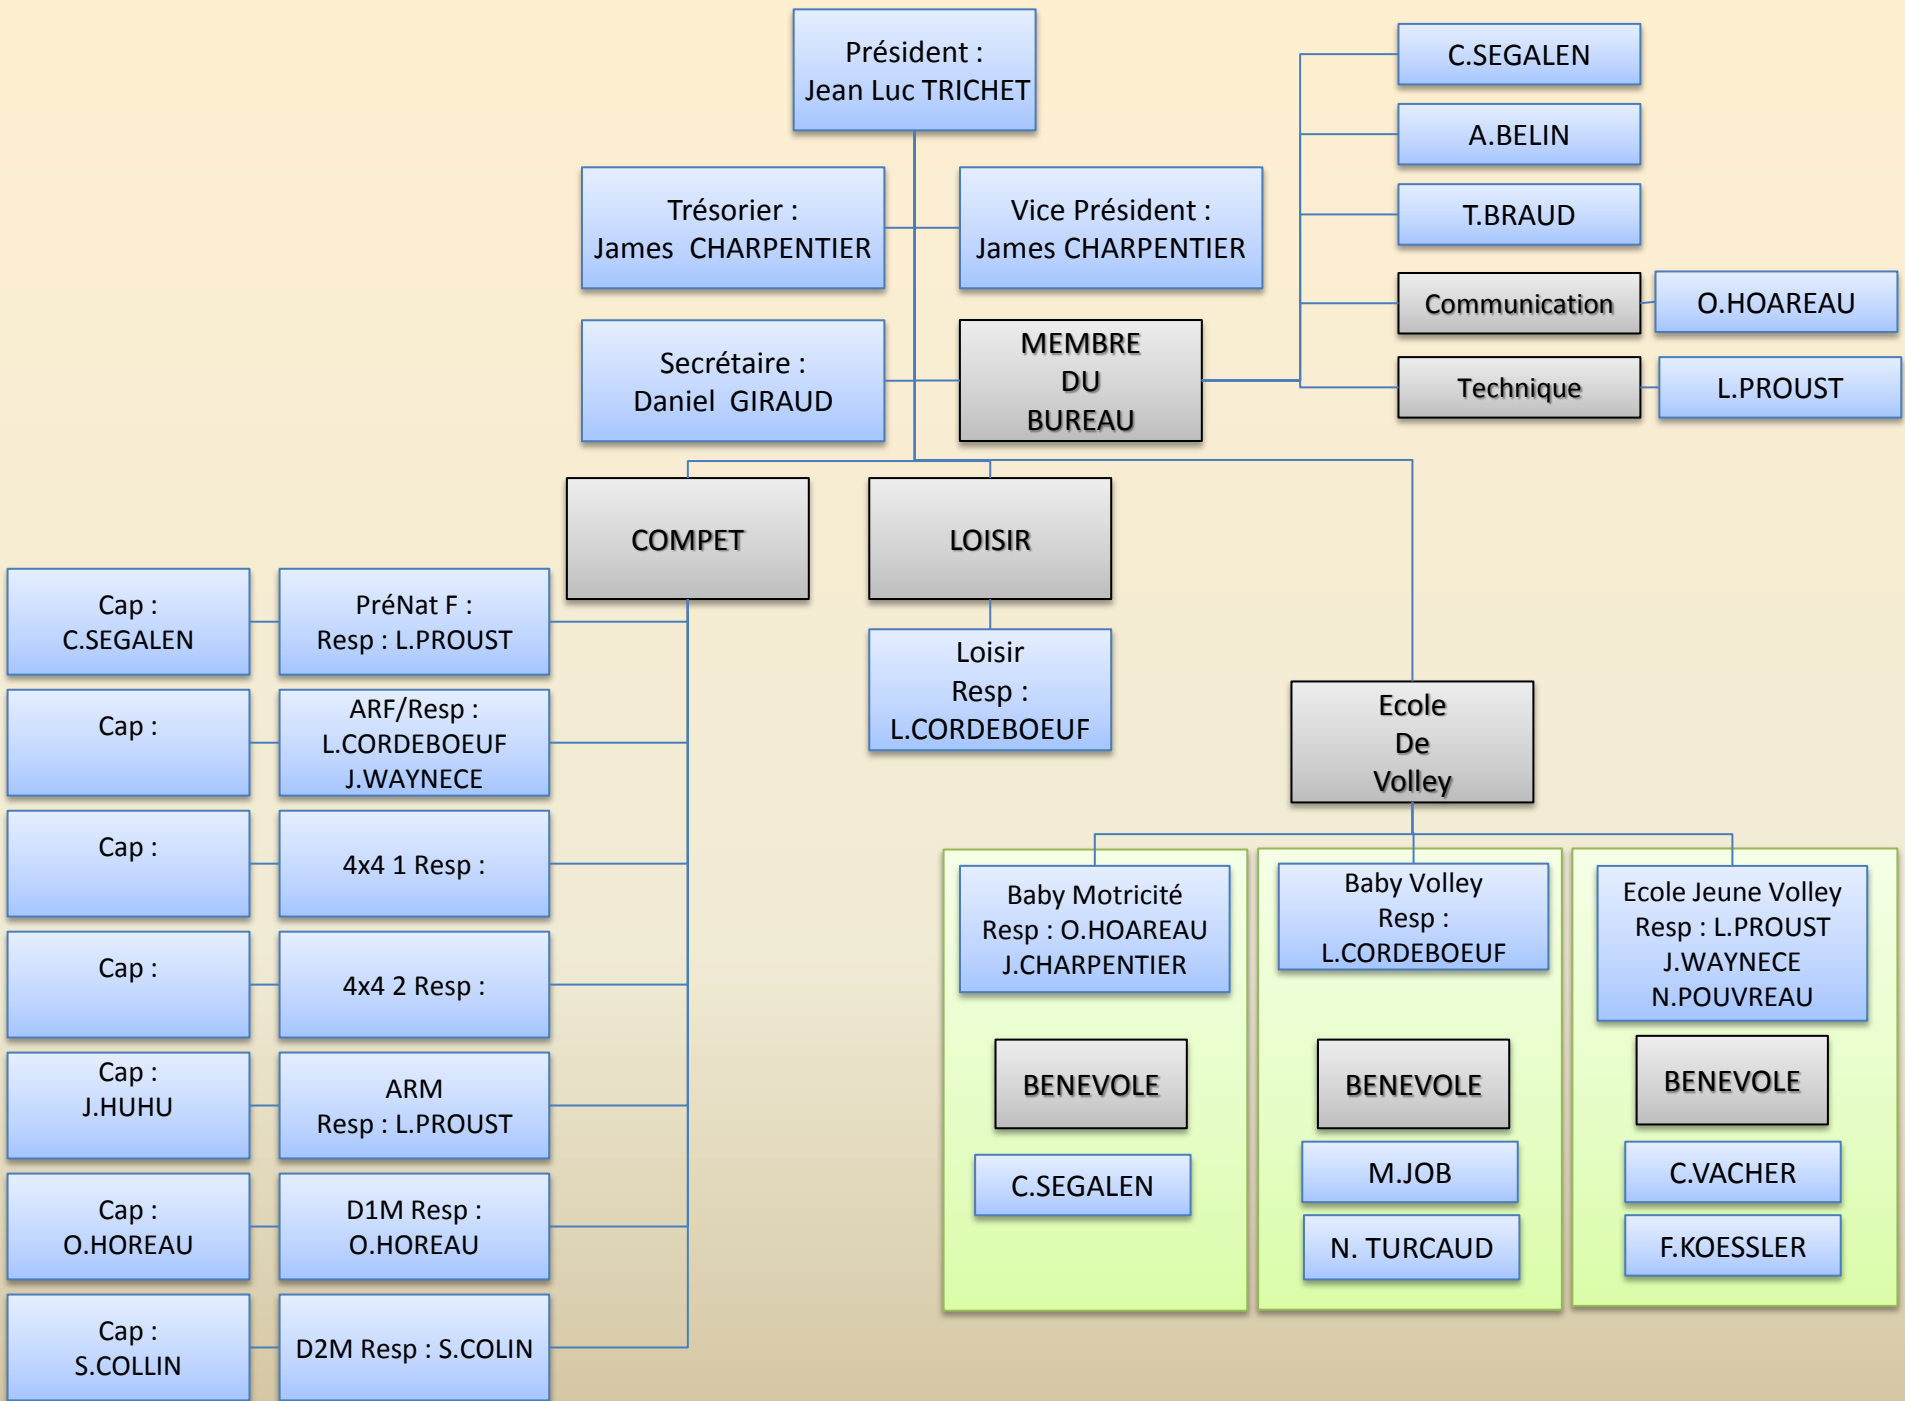 Président :
Jean Luc TRICHET
Trésorier :
James  CHARPENTIER
Vice Président :
James CHARPENTIER
Secrétaire :
Daniel  GIRAUD
MEMBRE
DU
BUREAU
C.SEGALEN
A.BELIN
T.BRAUD
Communication
O.HOAREAU
Technique
L.PROUST
COMPET
LOISIR
Loisir
Resp :
L.CORDEBOEUF
Ecole
De
Volley
Cap :
C.SEGALEN
PréNat F :
Resp : L.PROUST
Cap :
ARF/Resp :
L.CORDEBOEUF
J.WAYNECE
Cap :
4x4 1 Resp :
Cap :
4x4 2 Resp :
Cap :
J.HUHU
ARM
Resp : L.PROUST
Cap :
O.HOREAU
D1M Resp :
O.HOREAU
Cap :
S.COLLIN
D2M Resp : S.COLIN
Baby Motricité
Resp : O.HOAREAU
J.CHARPENTIER
BENEVOLE
C.SEGALEN
Baby Volley
Resp :
L.CORDEBOEUF
BENEVOLE
M.JOB
N. TURCAUD
Ecole Jeune Volley
Resp : L.PROUST
J.WAYNECE
N.POUVREAU
BENEVOLE
C.VACHER
F.KOESSLER